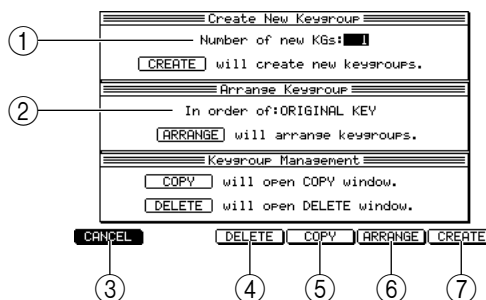 Create New Keygroup
① Number of new KGs: 1
CREATE will create new keygroups.
Arrange Keygroup
② In order of:ORIGINAL KEY
ARRANGE will arrange keygroups.
Keygroup Management
COPY will open COPY window.
DELETE will open DELETE window.
CANCEL DELETE COPY ARRANGE CREATE
③ ④ ⑤ ⑥ ⑦